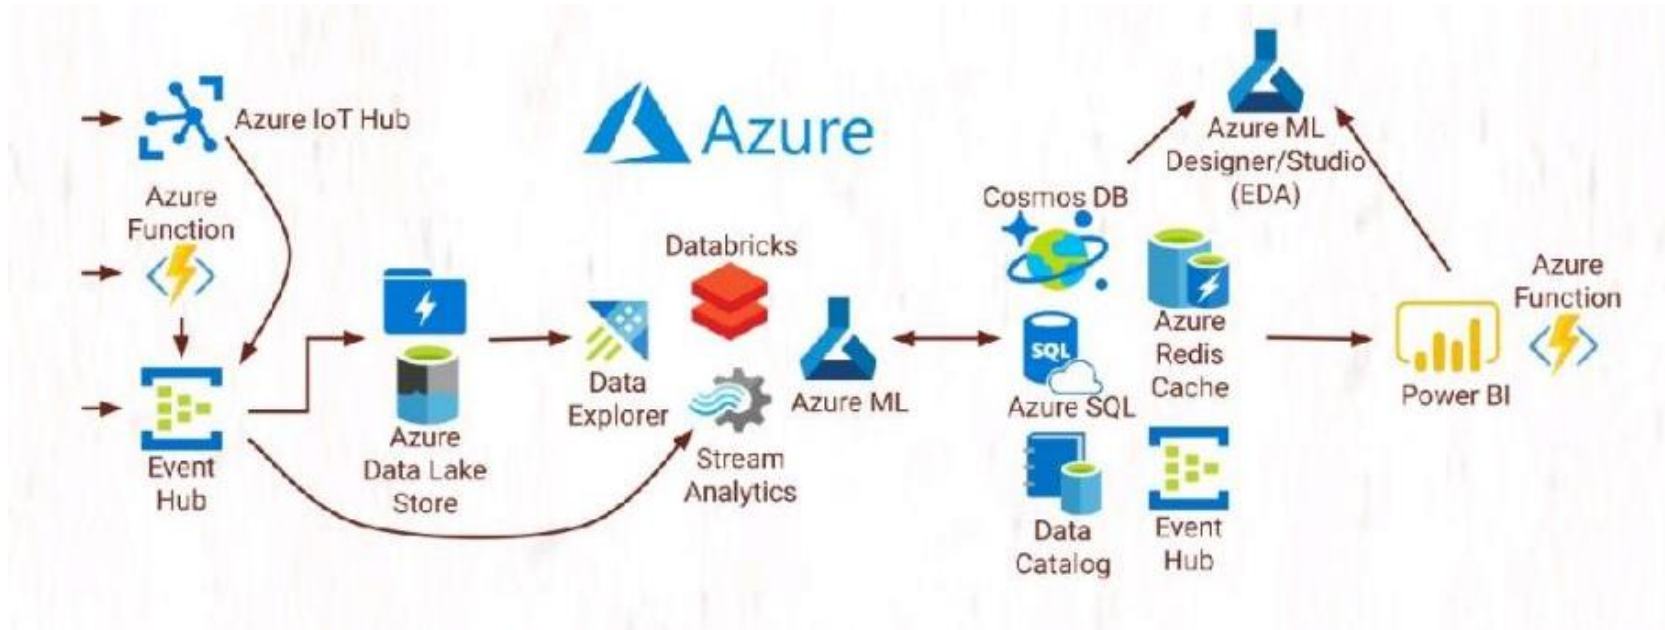 Azure IoT Hub
Azure
Function
Event
Hub
Azure
Data Lake
Store
Azure
Data
Explorer
Databricks
Stream
Analytics
Azure ML
Cosmos DB
SQL
Azure SQL
Data
Catalog
Azure
Redis
Cache
Event
Hub
Azure ML
Designer/Studio
(EDA)
Power BI
Azure
Function